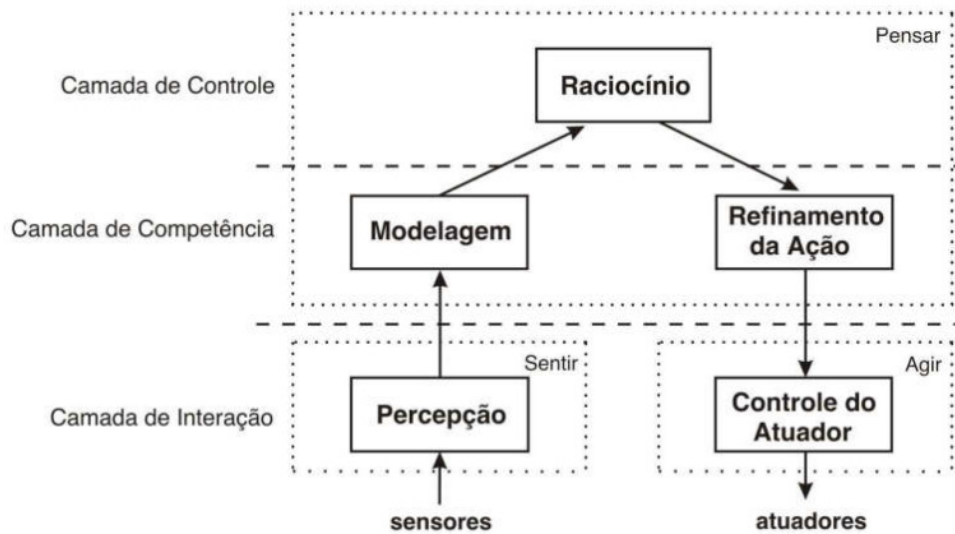 Pensar
Camada de Controle
Raciocínio
Camada de Competência
Modelagem
Refinamento
da Ação
Sentir
Agir
Camada de Interação
Percepção
Controle do
Atuador
sensores
atuadores